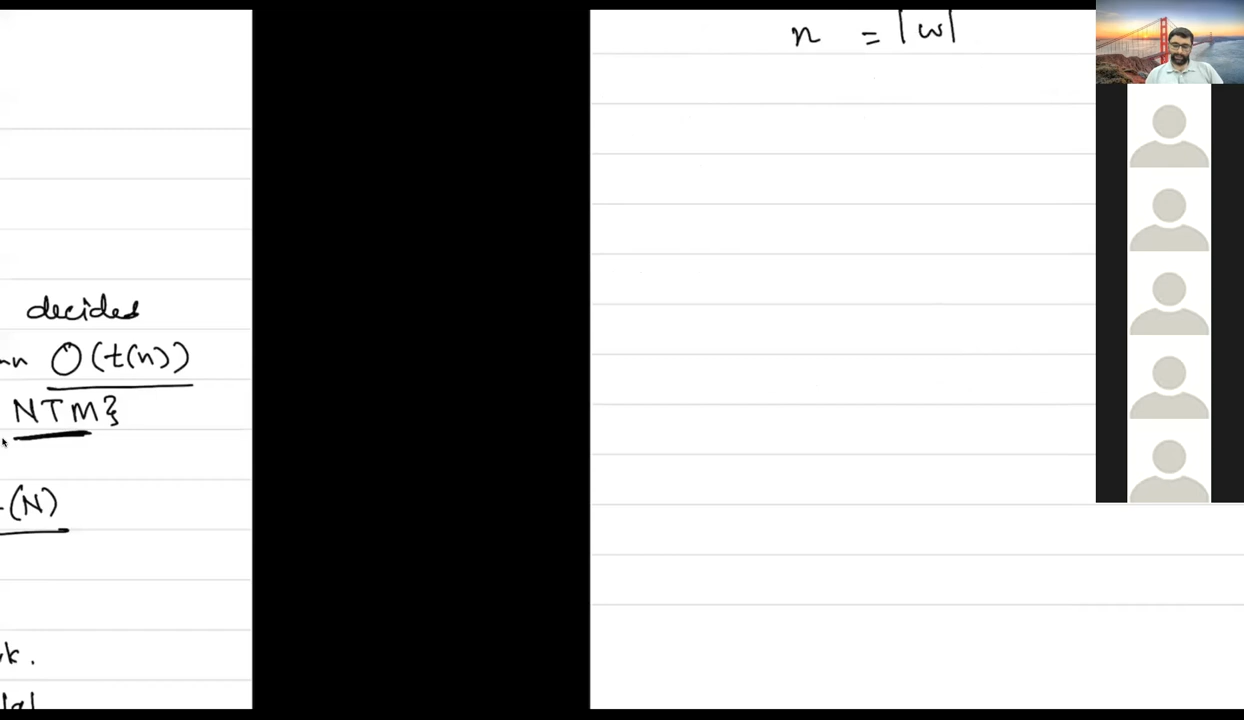 decided
O(t(n))
NTM}
(N)
k.
n = |w|